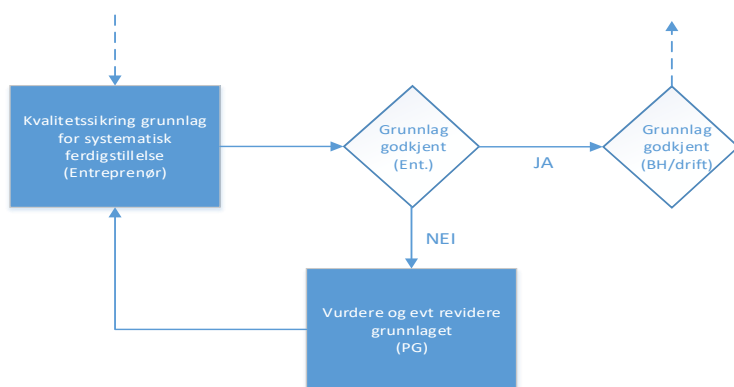 Kvalitetssikring grunnlag
for systematisk
ferdigstillelse
(Entreprenør)
Grunnlag
godkjent
(Ent.)
JA
Grunnlag
godkjent
(BH/drift)
NEI
Vurdere og evt revidere
grunnlaget
(PG)